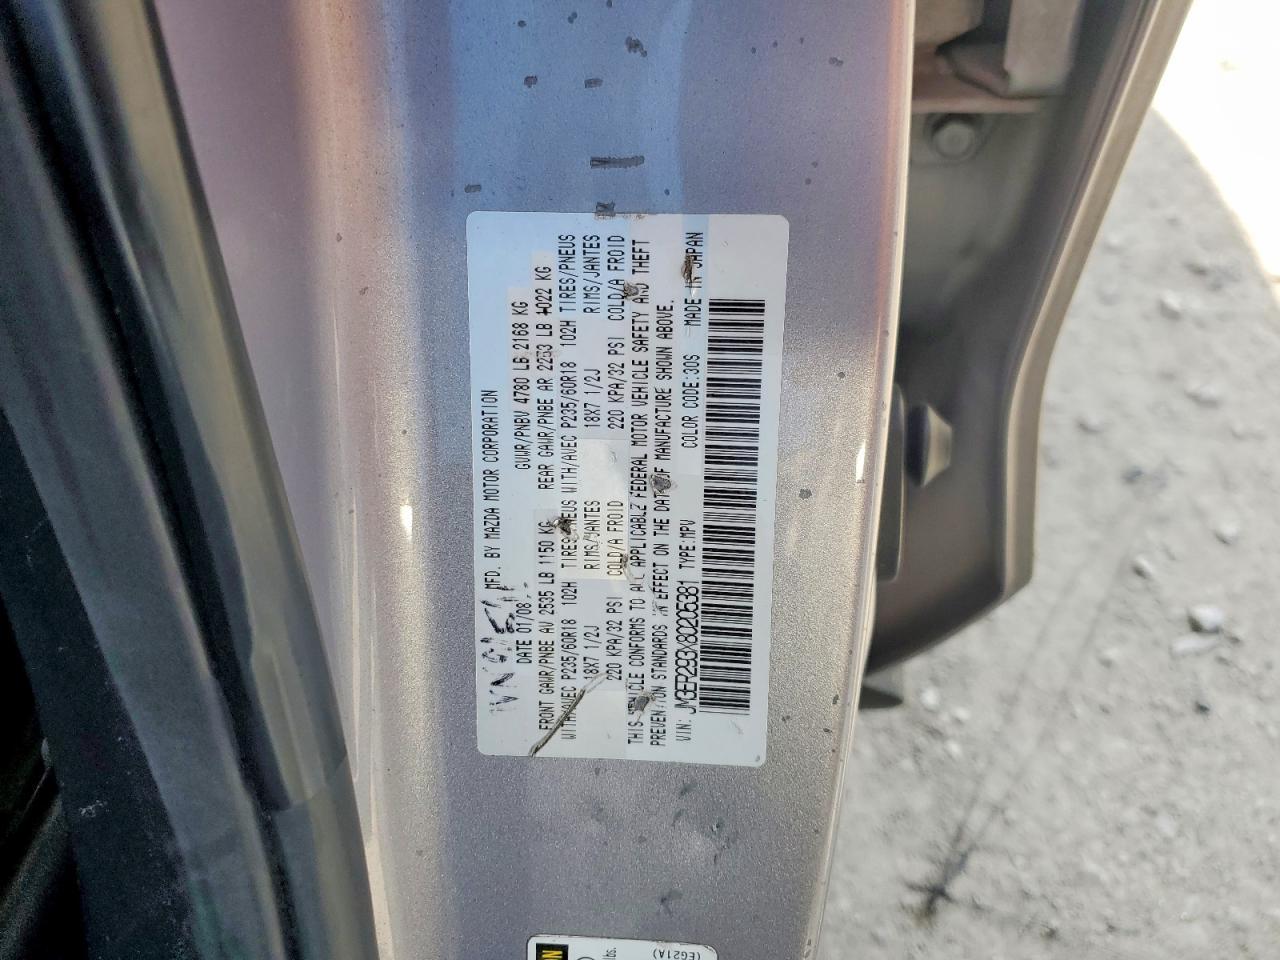 MFD. BY MAZDA MOTOR CORPORATION
DATE 01/08 GVWR/PNBV 4780 LB 2168 KG
FRONT GAWR/PNBE AV 2535 LB 1150 KG REAR GAWR/PNBE AR 2253 LB 1022 KG
WITH/AVEC P235/60R18 102H TIRES/PNEUS WITH/AVEC P235/60R18 102H TIRES/PNEUS
18X7 1/2J RIMS/JANTES 18X7 1/2J RIMS/JANTES
220 KPA/32 PSI COLD/A FROID 220 KPA/32 PSI COLD/A FROID
THIS VEHICLE CONFORMS TO ALL APPLICABLE FEDERAL MOTOR VEHICLE SAFETY AND THEFT
PREVENTION STANDARDS IN EFFECT ON THE DATE OF MANUFACTURE SHOWN ABOVE.
VIN: JM3ER293X80205381 TYPE:MPV COLOR CODE:30S MADE IN JAPAN
lbs. (EG21A)